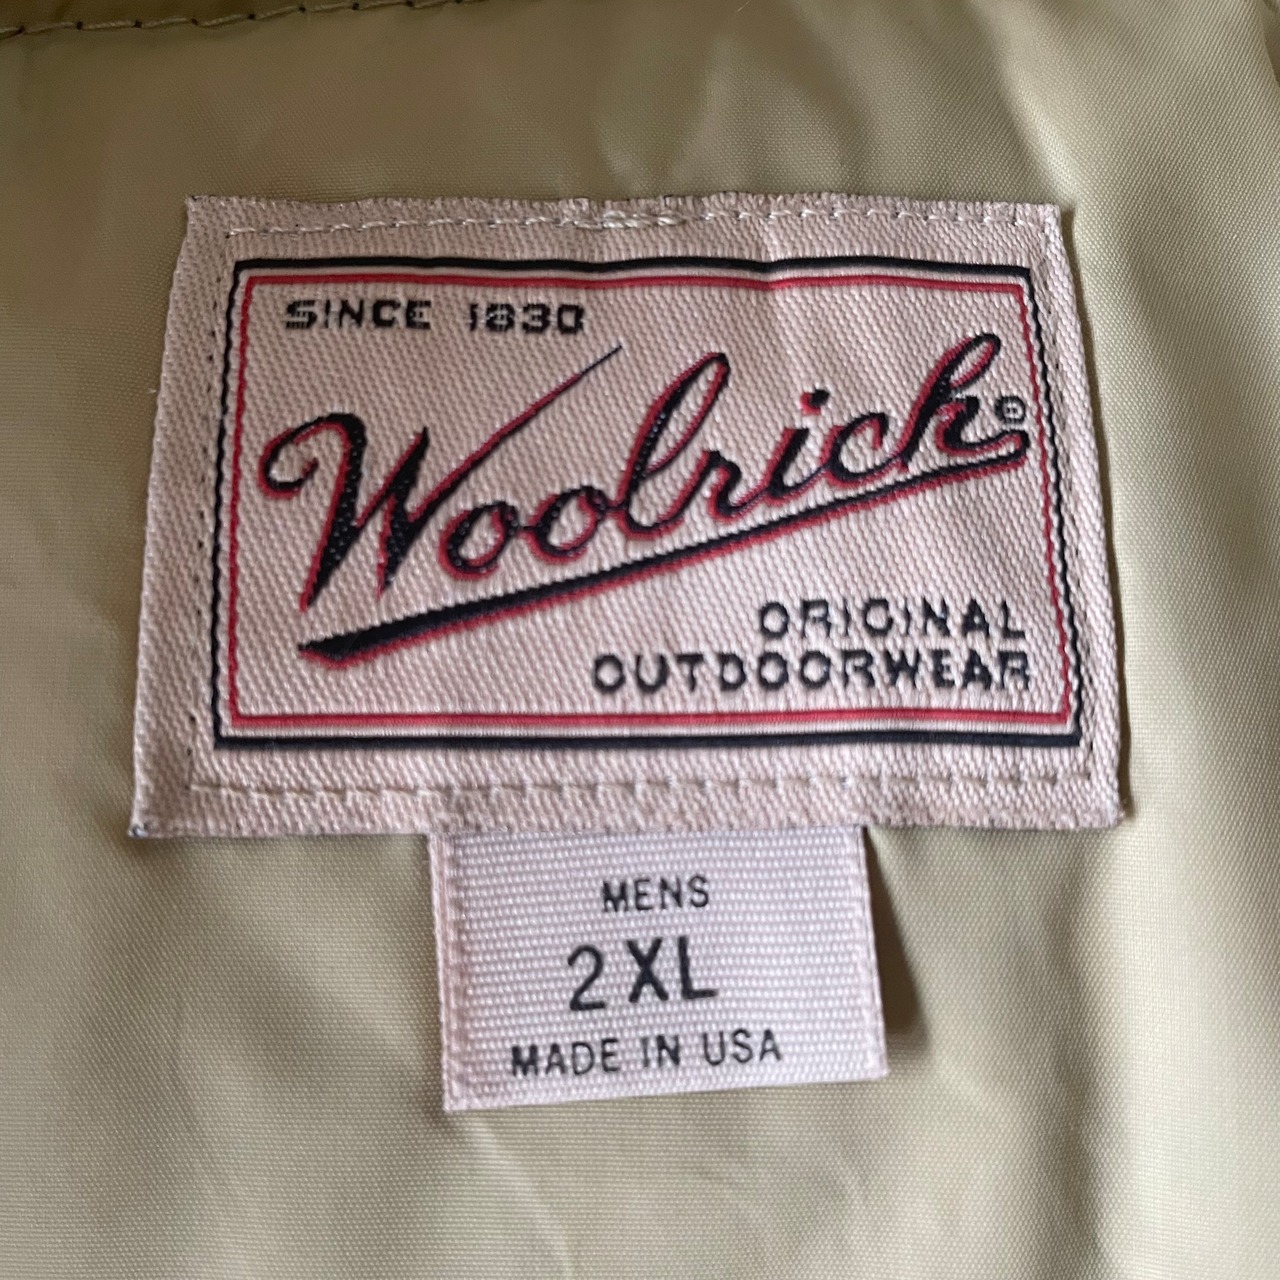 SINCE 1830
Woolrich®
ORIGINAL
OUTDOORWEAR
MENS
2XL
MADE IN USA